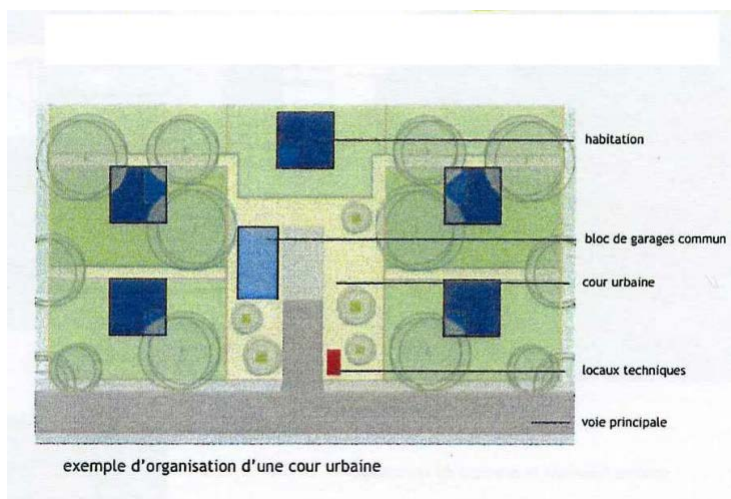 habitation
bloc de garages commun
cour urbaine
locaux techniques
voie principale
exemple d'organisation d'une cour urbaine